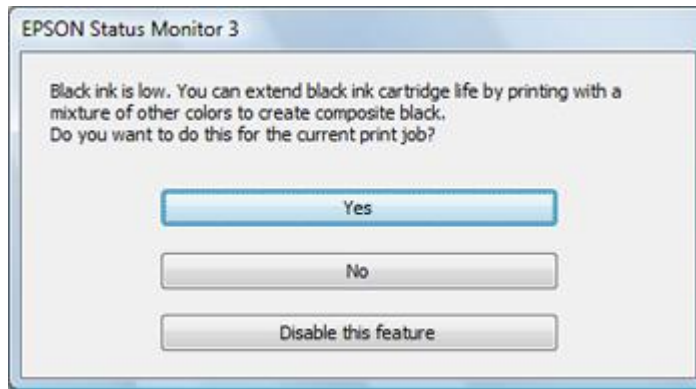 EPSON Status Monitor 3
Black ink is low. You can extend black ink cartridge life by printing with a
mixture of other colors to create composite black.
Do you want to do this for the current print job?
Yes
No
Disable this feature